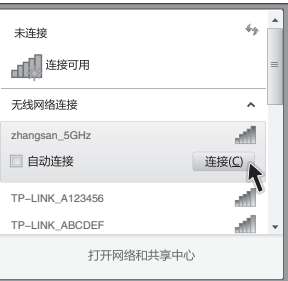 未连接
连接可用
无线网络连接
zhangsan_5GHz
自动连接
连接(C)
TP-LINK_A123456
TP-LINK_ABCDEF
打开网络和共享中心